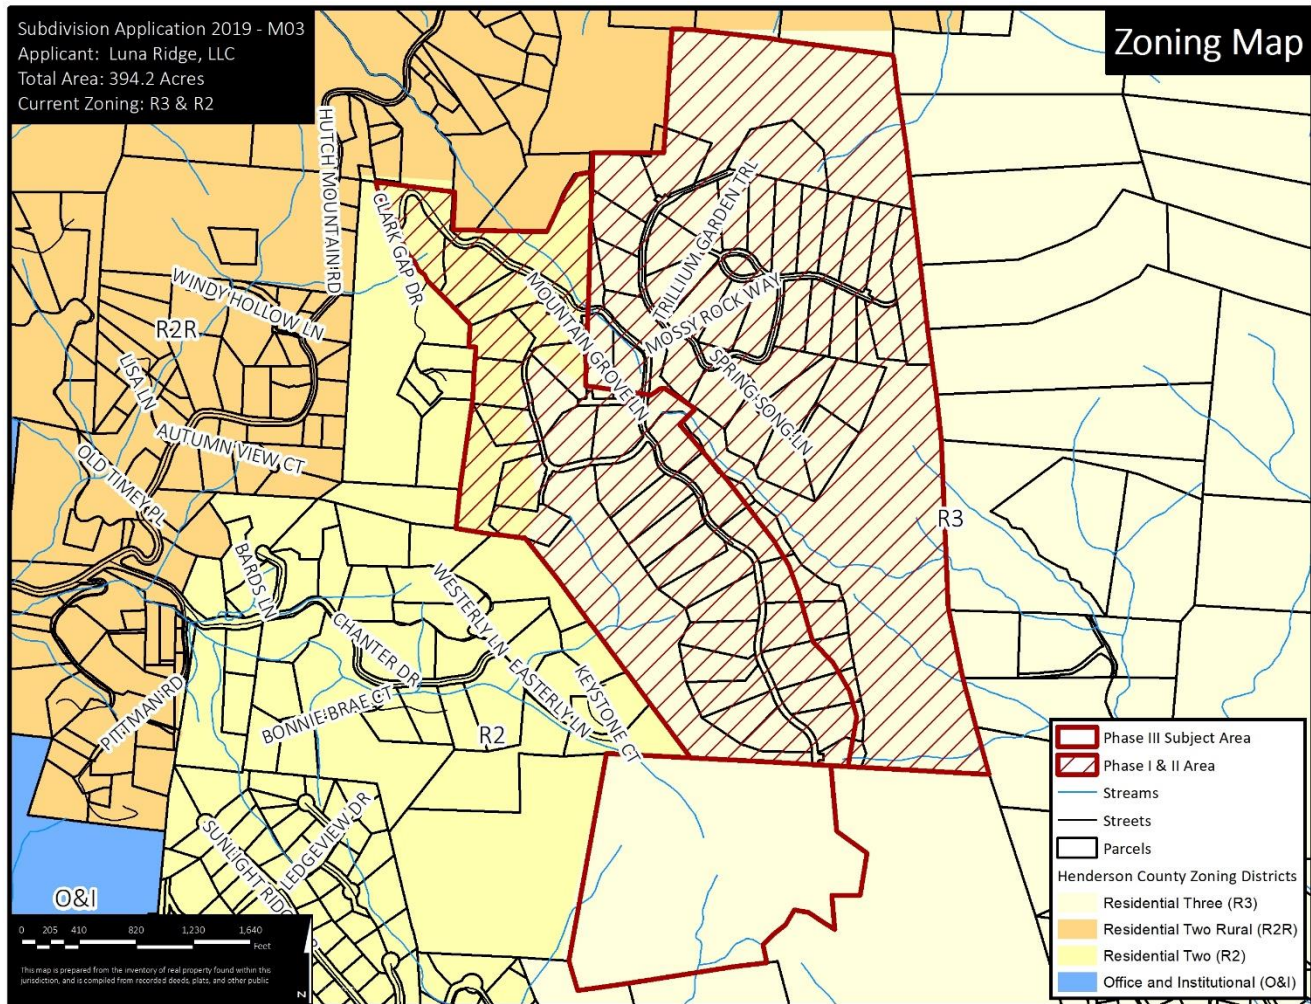 Subdivision Application 2019 - M03
Applicant: Luna Ridge, LLC
Total Area: 394.2 Acres
Current Zoning: R3 & R2
Zoning Map
HUTCH MOUNTAIN RD
CLARK GAP DR
TRILLIUM GARDEN TRL
WINDY HOLLOW LN
MOUNTAIN GROVE LN
MOSSY ROCK WAY
R2R
LISA LN
SPRING SONG LN
AUTUMN VIEW CT
OLD TIMEY PL
R3
BARDS LN
WESTERLY LN
CHANTER DR
EASTERLY LN
KEYSTONE CT
PITTMAN RD
BONNIE BRAE CT
R2
LEDGEVIEW DR
SUNLIGHT RIDGE
O&I
Phase III Subject Area
Phase I & II Area
Streams
Streets
Parcels
Henderson County Zoning Districts
Residential Three (R3)
Residential Two Rural (R2R)
Residential Two (R2)
Office and Institutional (O&I)
0 205 410 820 1,230 1,640
Feet
This map is prepared from the inventory of real property found within this
jurisdiction, and is compiled from recorded deeds, plats, and other public
N